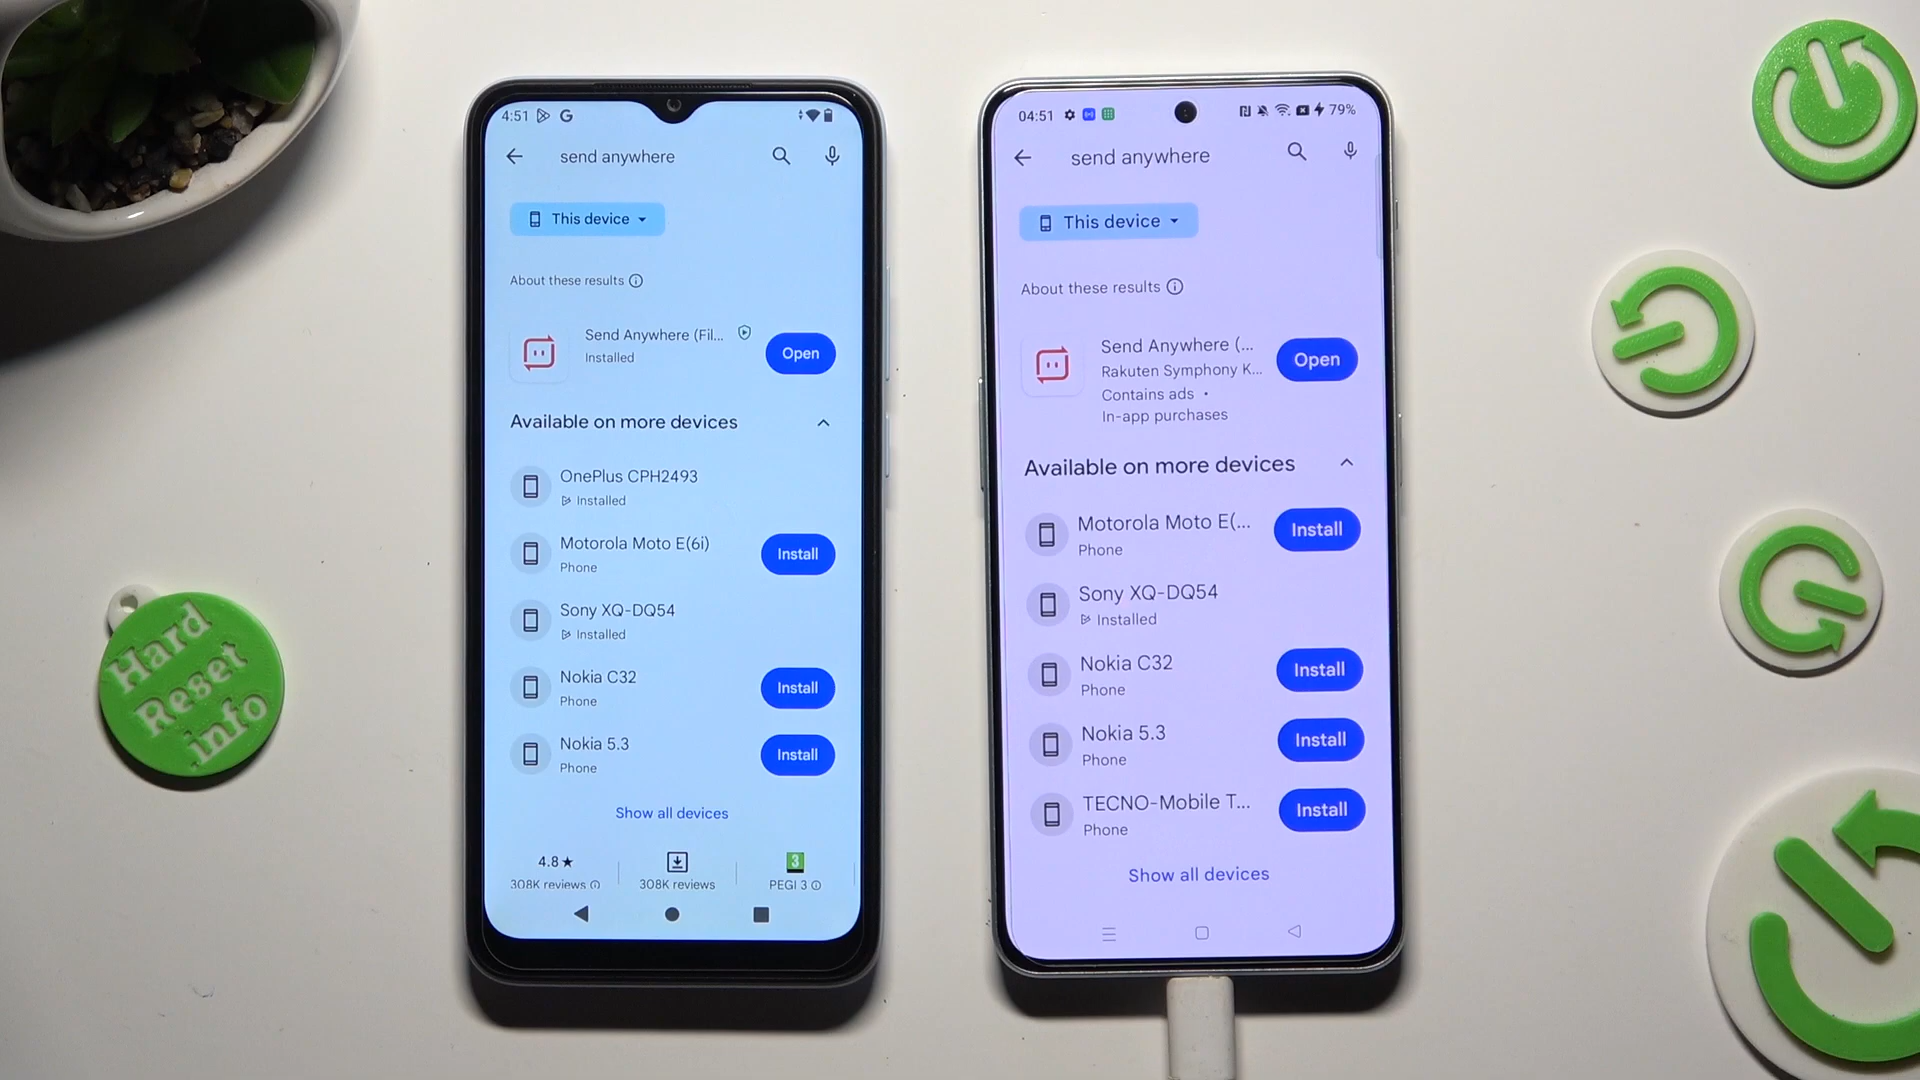 4:51
send anywhere
This device
About these results
Send Anywhere (Fil...
Installed
Open
Available on more devices
OnePlus CPH2493
Installed
Motorola Moto E(6i)
Phone
Install
Sony XQ-DQ54
Installed
Nokia C32
Phone
Install
Nokia 5.3
Phone
Install
Show all devices
4.8★
308K reviews
308K reviews
3
PEGI 3
04:51
79%
send anywhere
This device
About these results
Send Anywhere (...
Rakuten Symphony K...
Contains ads •
In-app purchases
Open
Available on more devices
Motorola Moto E(...
Phone
Install
Sony XQ-DQ54
Installed
Nokia C32
Phone
Install
Nokia 5.3
Phone
Install
TECNO-Mobile T...
Phone
Install
Show all devices
Hard
Reset
.info